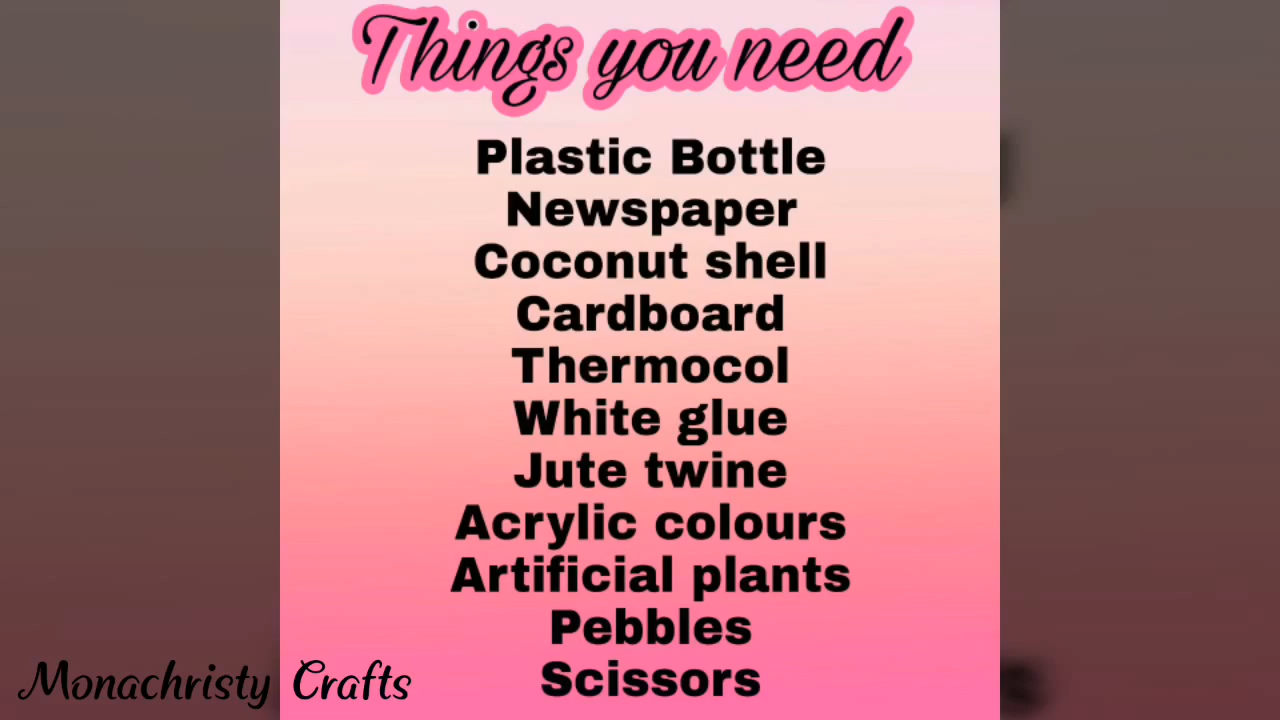 Things you need
Plastic Bottle
Newspaper
Coconut shell
Cardboard
Thermocol
White glue
Jute twine
Acrylic colours
Artificial plants
Pebbles
Scissors
Monachristy Crafts